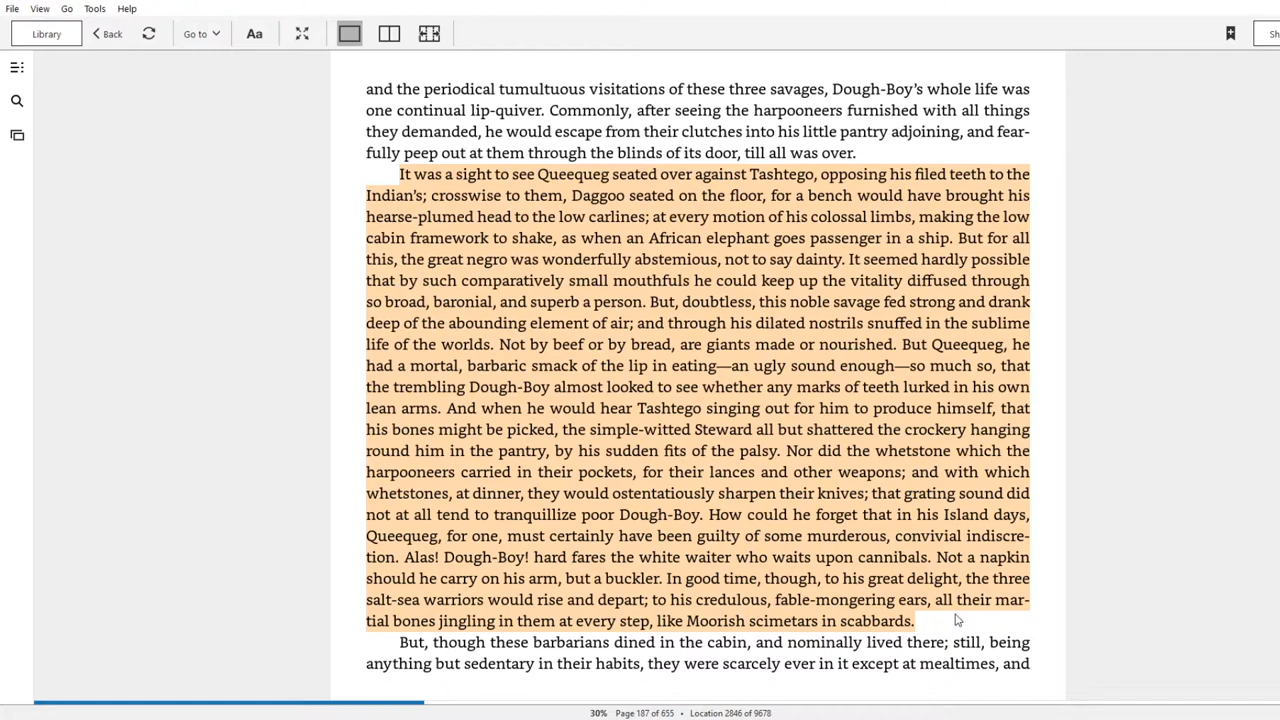 File View Go Tools Help
Library Back Go to Aa Sh
and the periodical tumultuous visitations of these three savages, Dough-Boy’s whole life was
one continual lip-quiver. Commonly, after seeing the harpooneers furnished with all things
they demanded, he would escape from their clutches into his little pantry adjoining, and fear-
fully peep out at them through the blinds of its door, till all was over.
It was a sight to see Queequeg seated over against Tashtego, opposing his filed teeth to the
Indian’s; crosswise to them, Daggoo seated on the floor, for a bench would have brought his
hearse-plumed head to the low carlines; at every motion of his colossal limbs, making the low
cabin framework to shake, as when an African elephant goes passenger in a ship. But for all
this, the great negro was wonderfully abstemious, not to say dainty. It seemed hardly possible
that by such comparatively small mouthfuls he could keep up the vitality diffused through
so broad, baronial, and superb a person. But, doubtless, this noble savage fed strong and drank
deep of the abounding element of air; and through his dilated nostrils snuffed in the sublime
life of the worlds. Not by beef or by bread, are giants made or nourished. But Queequeg, he
had a mortal, barbaric smack of the lip in eating—an ugly sound enough—so much so, that
the trembling Dough-Boy almost looked to see whether any marks of teeth lurked in his own
lean arms. And when he would hear Tashtego singing out for him to produce himself, that
his bones might be picked, the simple-witted Steward all but shattered the crockery hanging
round him in the pantry, by his sudden fits of the palsy. Nor did the whetstone which the
harpooneers carried in their pockets, for their lances and other weapons; and with which
whetstones, at dinner, they would ostentatiously sharpen their knives; that grating sound did
not at all tend to tranquillize poor Dough-Boy. How could he forget that in his Island days,
Queequeg, for one, must certainly have been guilty of some murderous, convivial indiscre-
tion. Alas! Dough-Boy! hard fares the white waiter who waits upon cannibals. Not a napkin
should he carry on his arm, but a buckler. In good time, though, to his great delight, the three
salt-sea warriors would rise and depart; to his credulous, fable-mongering ears, all their mar-
tial bones jingling in them at every step, like Moorish scimetars in scabbards.
But, though these barbarians dined in the cabin, and nominally lived there; still, being
anything but sedentary in their habits, they were scarcely ever in it except at mealtimes, and
30% Page 187 of 655 • Location 2846 of 9678